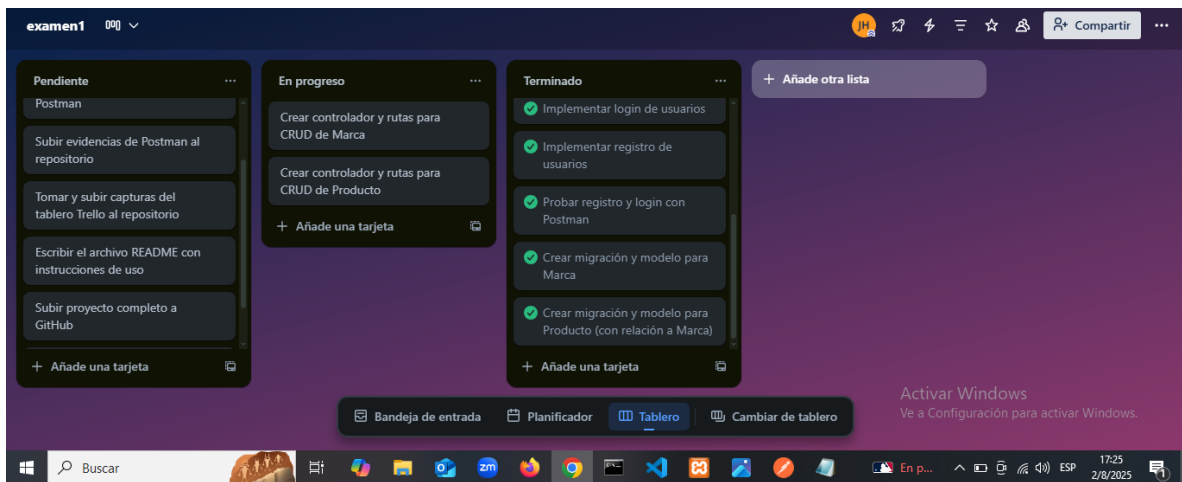 examen1
JH
Compartir
Pendiente
Postman
Subir evidencias de Postman al
repositorio
Tomar y subir capturas del
tablero Trello al repositorio
Escribir el archivo README con
instrucciones de uso
Subir proyecto completo a
GitHub
+ Añade una tarjeta
En progreso
Crear controlador y rutas para
CRUD de Marca
Crear controlador y rutas para
CRUD de Producto
+ Añade una tarjeta
Terminado
Implementar login de usuarios
Implementar registro de
usuarios
Probar registro y login con
Postman
Crear migración y modelo para
Marca
Crear migración y modelo para
Producto (con relación a Marca)
+ Añade una tarjeta
+ Añade otra lista
Activar Windows
Ve a Configuración para activar Windows.
Bandeja de entrada
Planificador
Tablero
Cambiar de tablero
Buscar
zm
En p...
ESP
17:25
2/8/2025
1